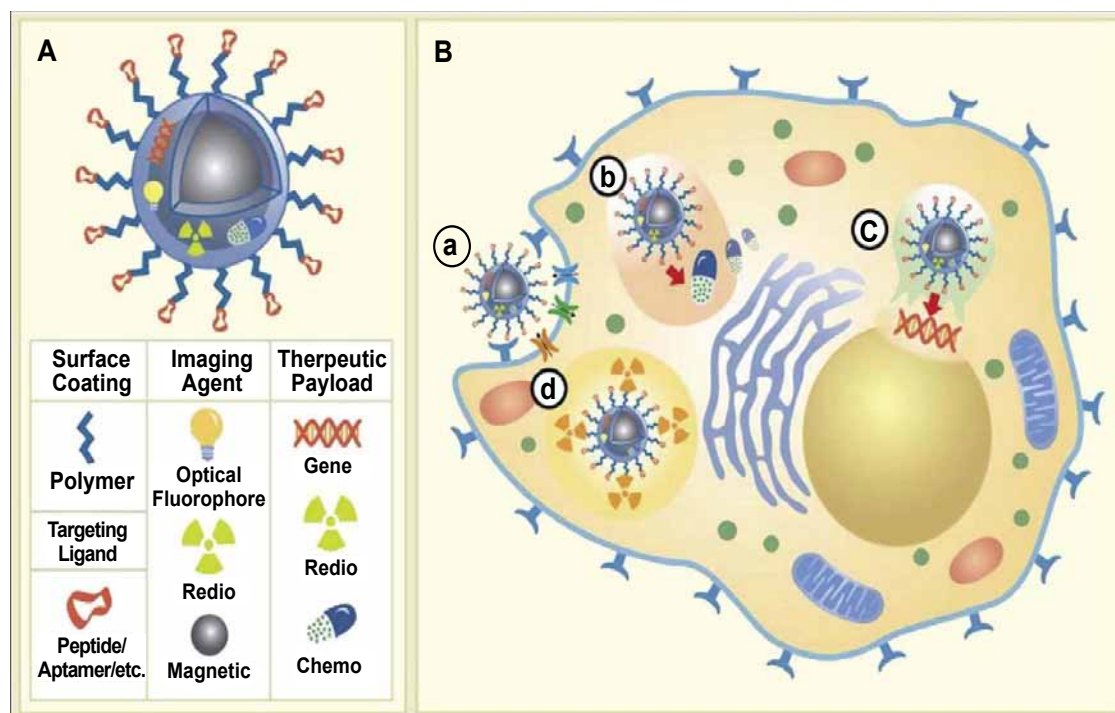 A
Surface
Coating
Imaging
Agent
Therpeutic
Payload
Polymer
Optical
Fluorophore
Gene
Targeting
Ligand
Redio
Redio
Peptide/
Aptamer/etc.
Magnetic
Chemo
B
a
b
C
d